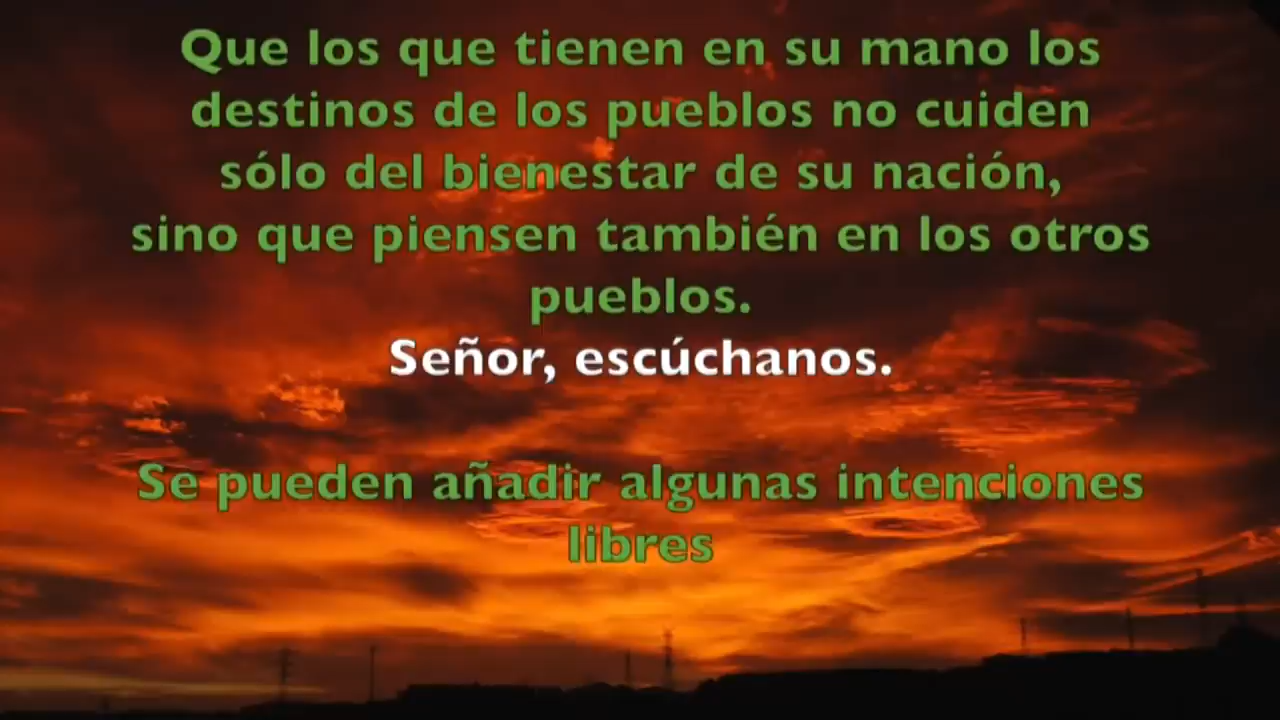 Que los que tienen en su mano los
destinos de los pueblos no cuiden
sólo del bienestar de su nación,
sino que piensen también en los otros
pueblos.
Señor, escúchanos.
Se pueden añadir algunas intenciones
libres